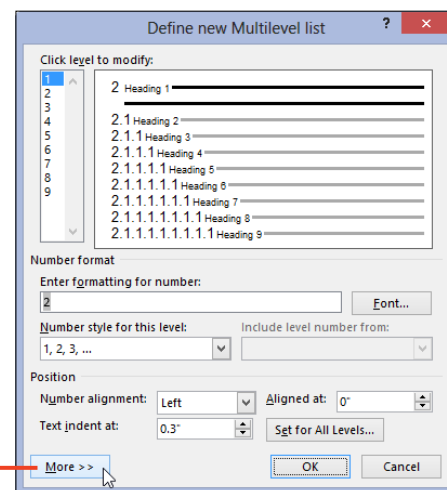 Define new Multilevel list
? ×
Click level to modify:
1
2
3
4
5
6
7
8
9
2 Heading 1
2.1 Heading 2
2.1.1 Heading 3
2.1.1.1 Heading 4
2.1.1.1.1 Heading 5
2.1.1.1.1.1 Heading 6
2.1.1.1.1.1.1 Heading 7
2.1.1.1.1.1.1.1 Heading 8
2.1.1.1.1.1.1.1.1 Heading 9
Number format
Enter formatting for number:
2
Font...
Number style for this level:
Include level number from:
1, 2, 3, ...
Position
Number alignment:
Left
Aligned at:
0"
Text indent at:
0.3"
Set for All Levels...
More >>
OK
Cancel